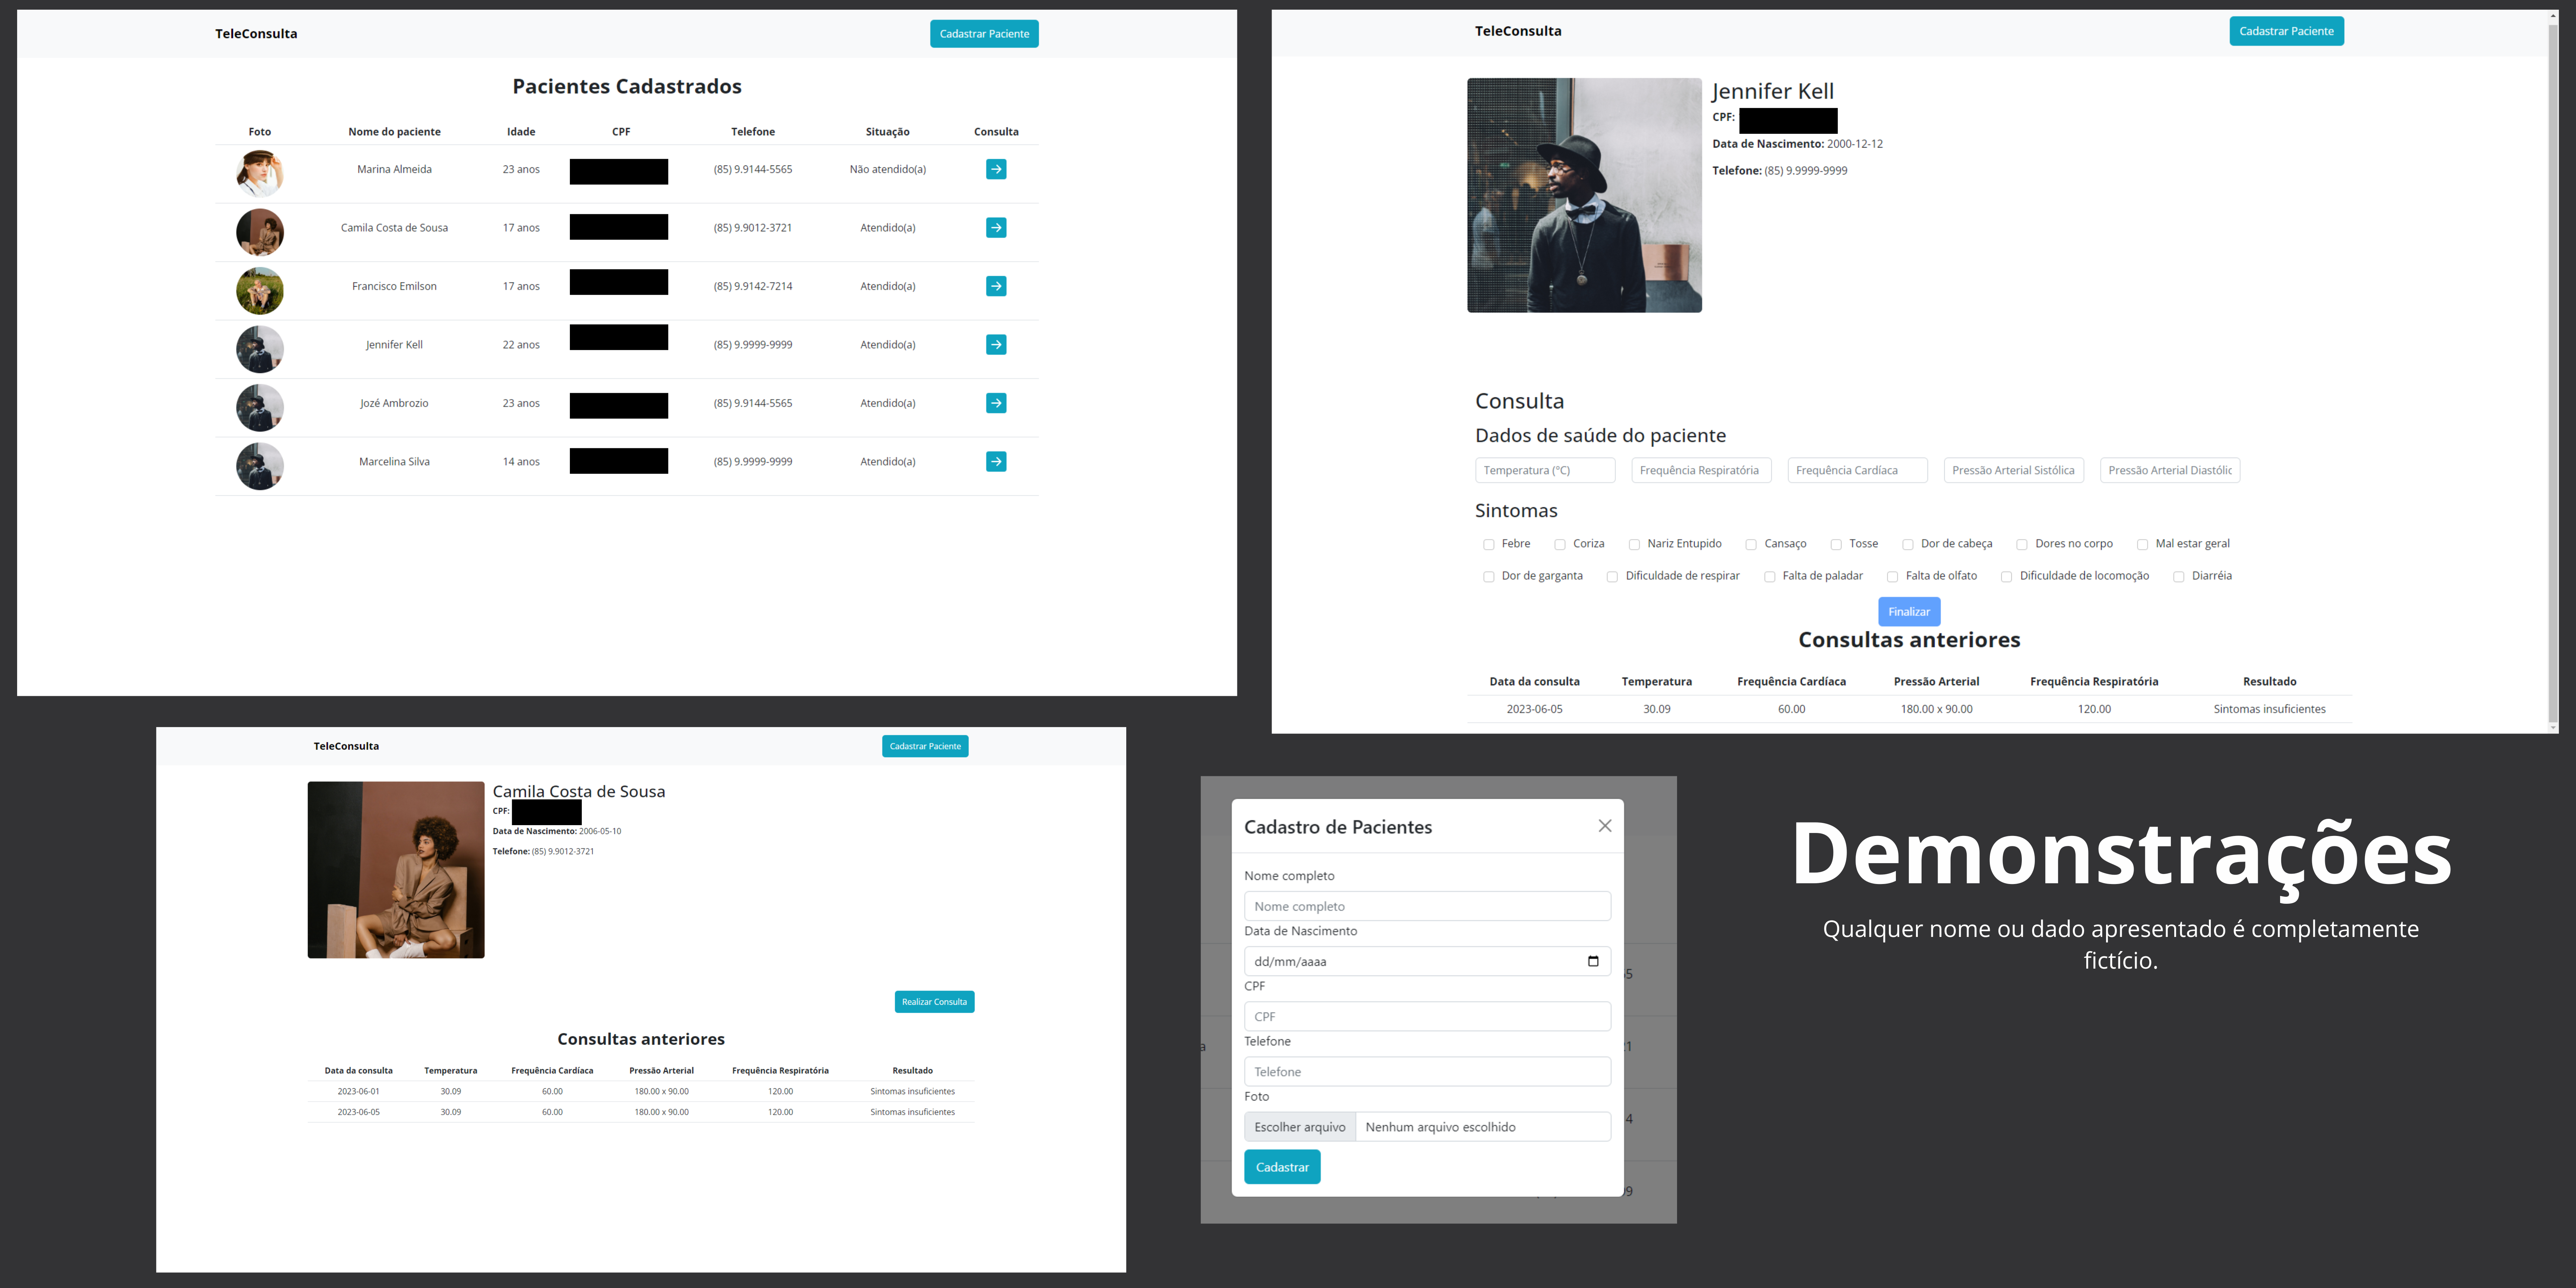 TeleConsulta
Cadastrar Paciente
Pacientes Cadastrados
Foto Nome do paciente Idade CPF Telefone Situação Consulta
Marina Almeida 23 anos (85) 9.9144-5565 Não atendido(a)
Camila Costa de Sousa 17 anos (85) 9.9012-3721 Atendido(a)
Francisco Emilson 17 anos (85) 9.9142-7214 Atendido(a)
Jennifer Kell 22 anos (85) 9.9999-9999 Atendido(a)
Jozé Ambrozio 23 anos (85) 9.9144-5565 Atendido(a)
Marcelina Silva 14 anos (85) 9.9999-9999 Atendido(a)
TeleConsulta
Cadastrar Paciente
Jennifer Kell
CPF:
Data de Nascimento: 2000-12-12
Telefone: (85) 9.9999-9999
Consulta
Dados de saúde do paciente
Temperatura (°C) Frequência Respiratória Frequência Cardíaca Pressão Arterial Sistólica Pressão Arterial Diastólic
Sintomas
Febre Coriza Nariz Entupido Cansaço Tosse Dor de cabeça Dores no corpo Mal estar geral
Dor de garganta Dificuldade de respirar Falta de paladar Falta de olfato Dificuldade de locomoção Diarréia
Finalizar
Consultas anteriores
Data da consulta Temperatura Frequência Cardíaca Pressão Arterial Frequência Respiratória Resultado
2023-06-05 30.09 60.00 180.00 x 90.00 120.00 Sintomas insuficientes
TeleConsulta
Cadastrar Paciente
Camila Costa de Sousa
CPF:
Data de Nascimento: 2006-05-10
Telefone: (85) 9.9012-3721
Realizar Consulta
Consultas anteriores
Data da consulta Temperatura Frequência Cardíaca Pressão Arterial Frequência Respiratória Resultado
2023-06-01 30.09 60.00 180.00 x 90.00 120.00 Sintomas insuficientes
2023-06-05 30.09 60.00 180.00 x 90.00 120.00 Sintomas insuficientes
Cadastro de Pacientes
Nome completo
Nome completo
Data de Nascimento
dd/mm/aaaa
CPF
CPF
Telefone
Telefone
Foto
Escolher arquivo Nenhum arquivo escolhido
Cadastrar
Demonstrações
Qualquer nome ou dado apresentado é completamente
fictício.